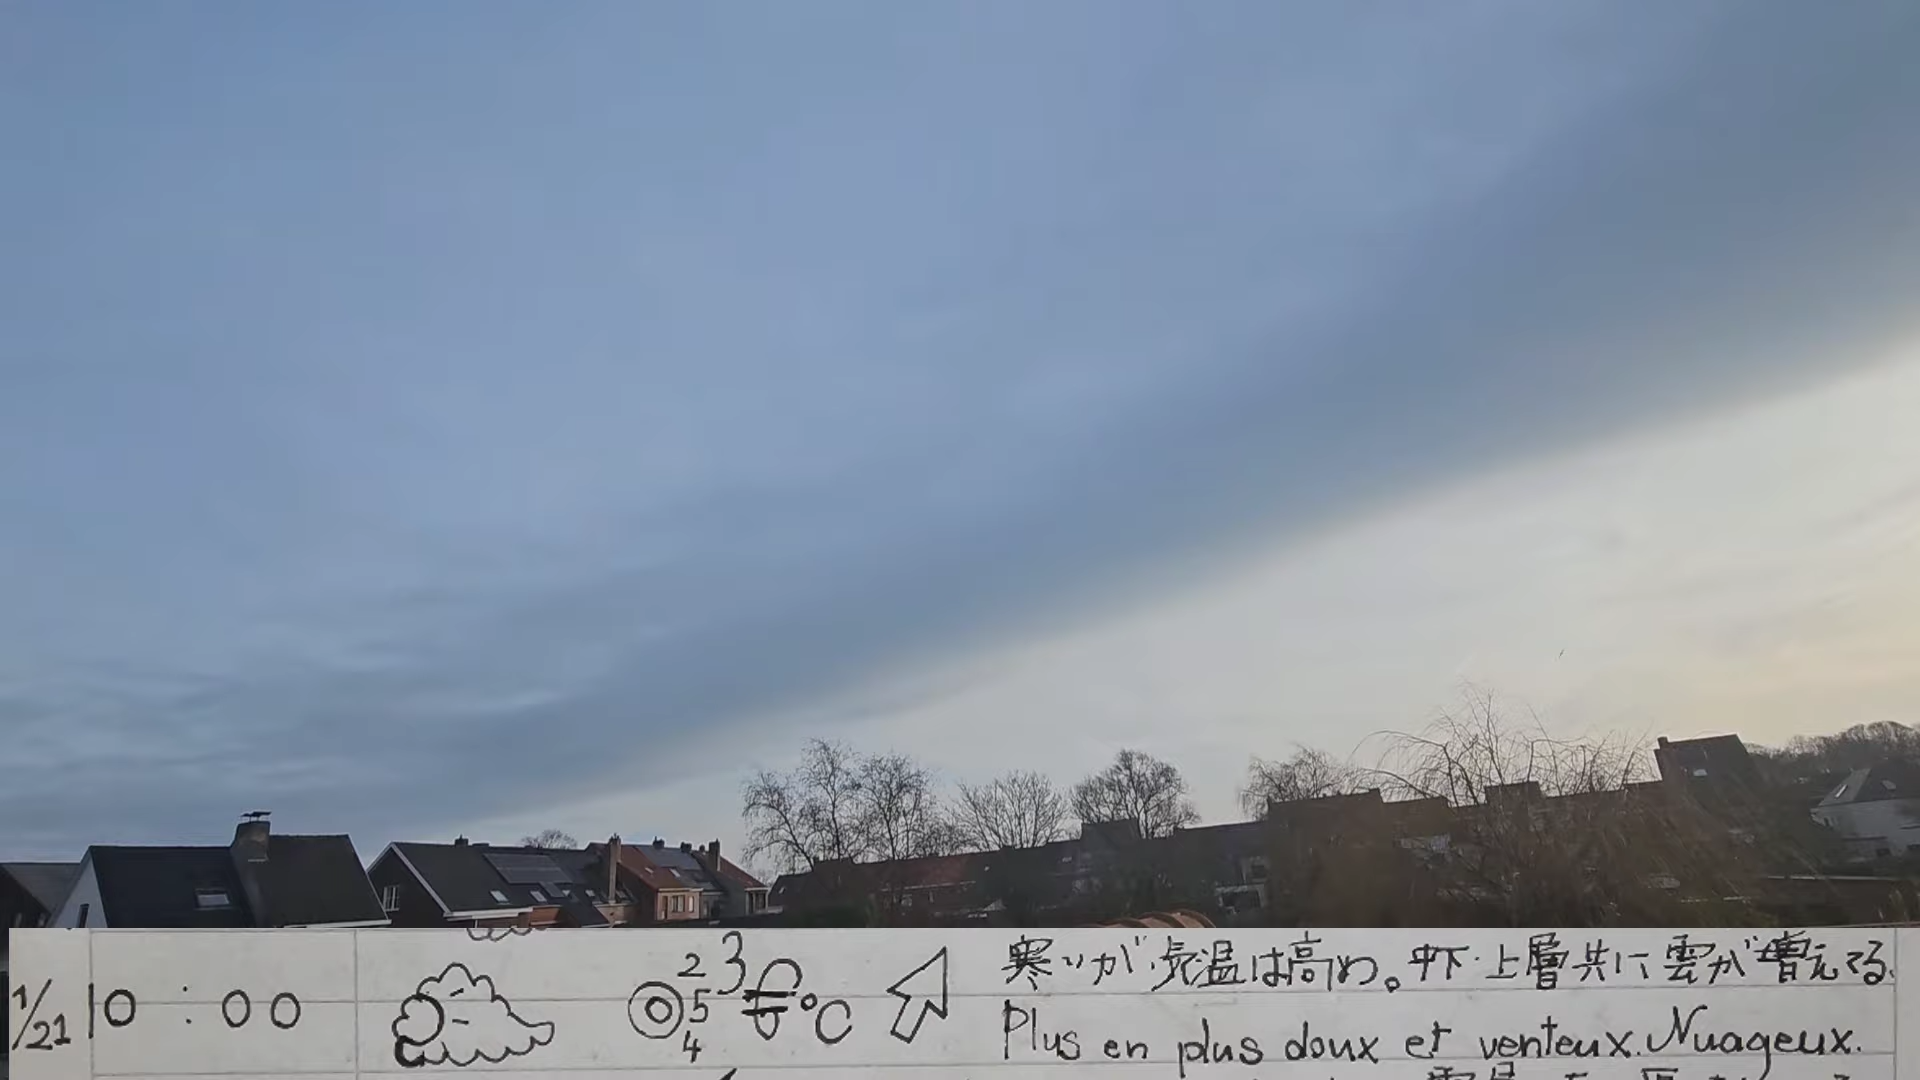 1/21 10:00 ◎ 2 5 4 3 °C
寒いが気温は高め。中下・上層共に雲が増えてる。
Plus en plus doux et venteux. Nuageux.